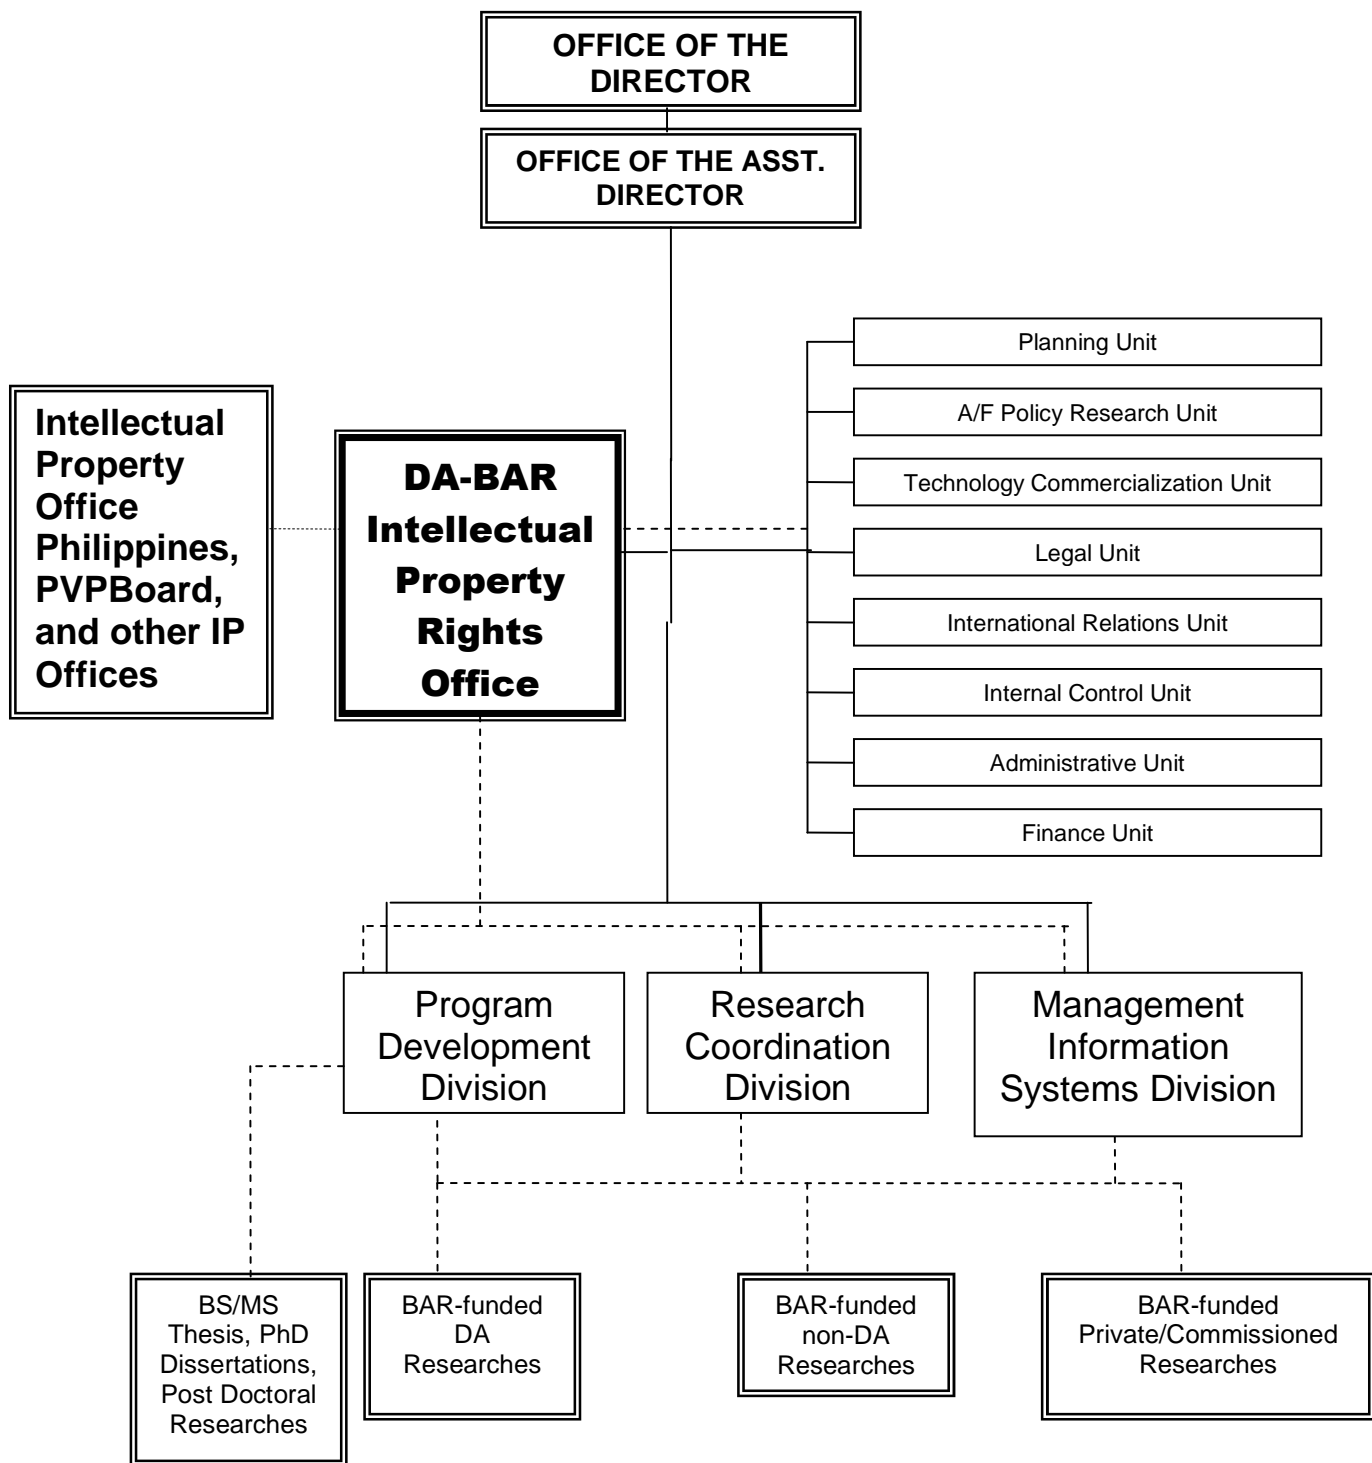 OFFICE OF THE
DIRECTOR
OFFICE OF THE ASST.
DIRECTOR
Planning Unit
A/F Policy Research Unit
Technology Commercialization Unit
Legal Unit
International Relations Unit
Internal Control Unit
Administrative Unit
Finance Unit
Intellectual
Property
Office
Philippines,
PVPBoard,
and other IP
Offices
DA-BAR
Intellectual
Property
Rights
Office
Program
Development
Division
Research
Coordination
Division
Management
Information
Systems Division
BS/MS
Thesis, PhD
Dissertations,
Post Doctoral
Researches
BAR-funded
DA
Researches
BAR-funded
non-DA
Researches
BAR-funded
Private/Commissioned
Researches